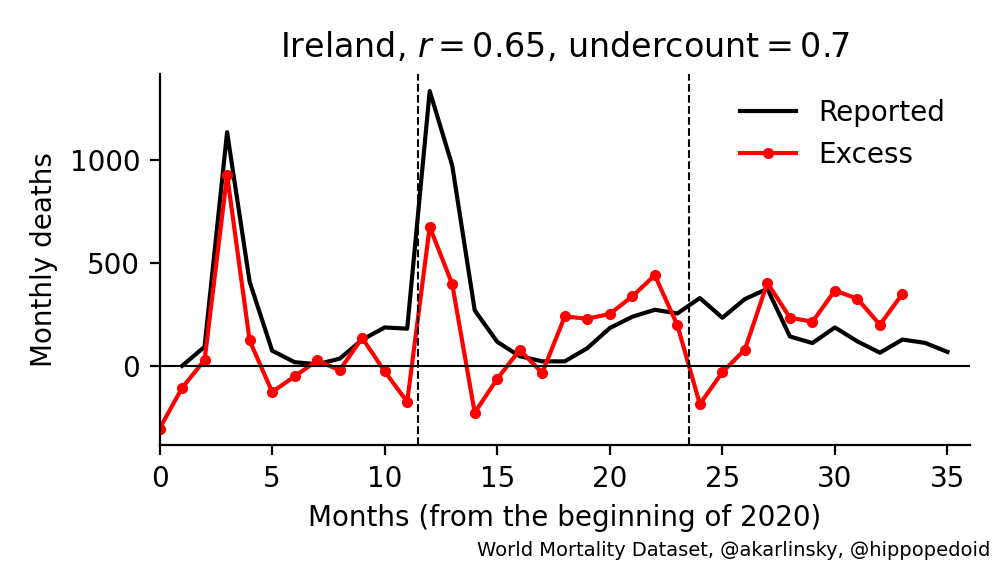 Ireland, r = 0.65, undercount = 0.7
Reported
Excess
Monthly deaths
1000
500
0
0 5 10 15 20 25 30 35
Months (from the beginning of 2020)
World Mortality Dataset, @akarlinsky, @hippopedoid